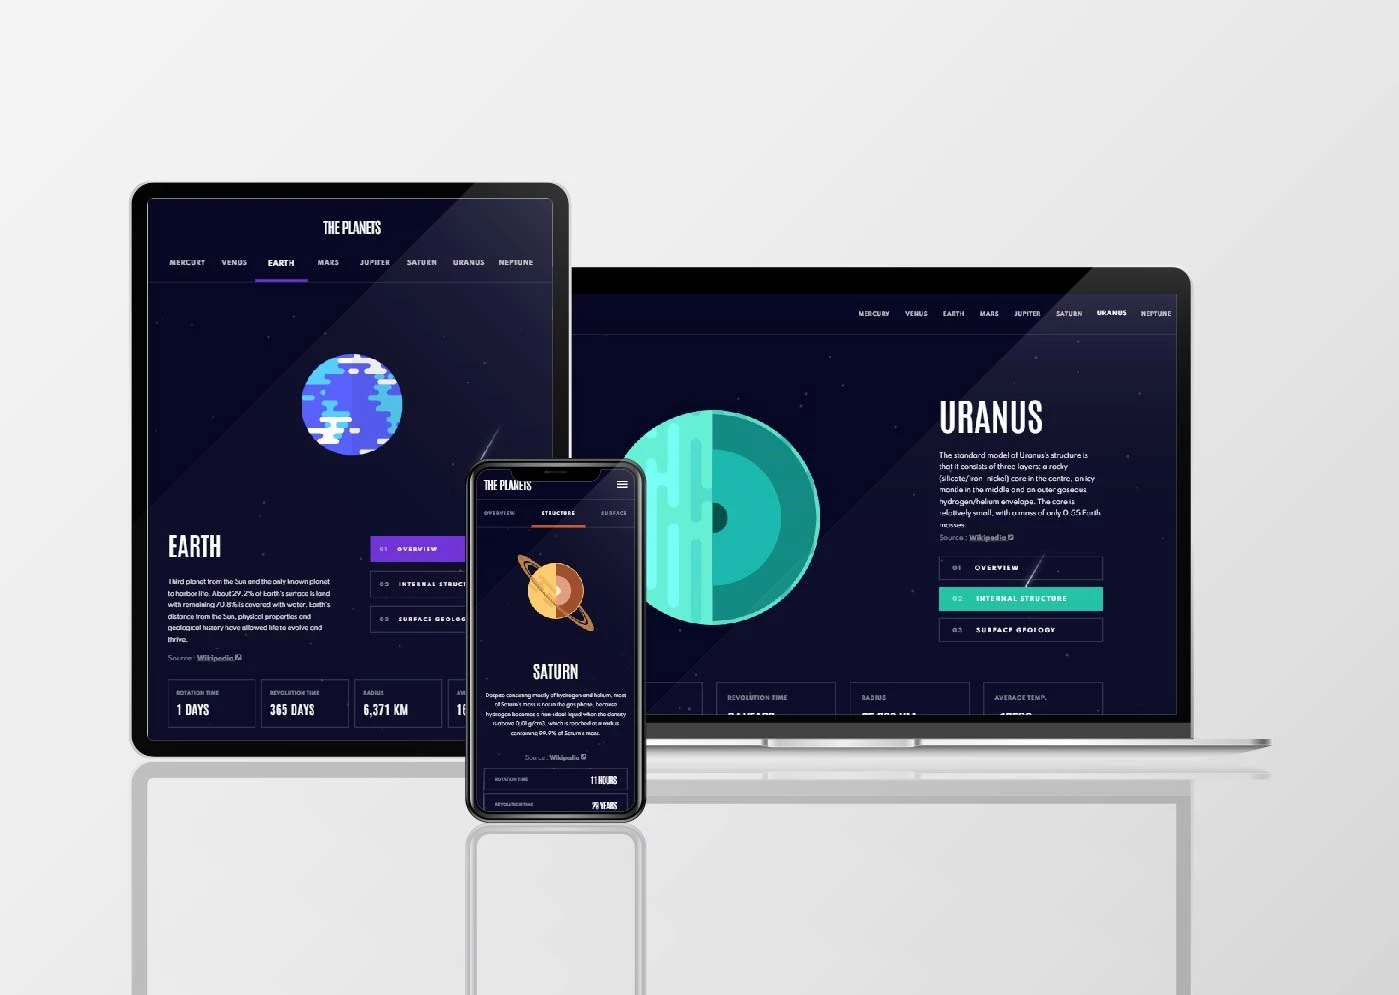 THE PLANETS
MERCURY VENUS EARTH MARS JUPITER SATURN URANUS NEPTUNE
EARTH
Third planet from the Sun and the only known planet
to harbor life. About 29.2% of Earth's surface is land
with remaining 70.8% is covered with water. Earth's
distance from the Sun, physical properties and
geological history have allowed life to evolve and
thrive.
Source : Wikipedia
01 OVERVIEW
02 INTERNAL STRUCT
03 SURFACE GEOLOG
ROTATION TIME
1 DAYS
REVOLUTION TIME
365 DAYS
RADIUS
6,371 KM
AV
16
THE PLANETS
OVERVIEW STRUCTURE SURFACE
SATURN
Despite consisting mostly of hydrogen and helium, most
of Saturn's mass is not in the gas phase, because
hydrogen becomes a non-ideal liquid when the density
is above 0.01 g/cm3, which is reached at a radius
containing 99.9% of Saturn's mass.
Source : Wikipedia
ROTATION TIME 11 HOURS
REVOLUTION TIME 29 YEARS
MERCURY VENUS EARTH MARS JUPITER SATURN URANUS NEPTUNE
URANUS
The standard model of Uranus's structure is
that it consists of three layers: a rocky
(silicate/iron-nickel) core in the centre, an icy
mantle in the middle and an outer gaseous
hydrogen/helium envelope. The core is
relatively small, with a mass of only 0.55 Earth
masses.
Source : Wikipedia
01 OVERVIEW
02 INTERNAL STRUCTURE
03 SURFACE GEOLOGY
REVOLUTION TIME
RADIUS
AVERAGE TEMP.